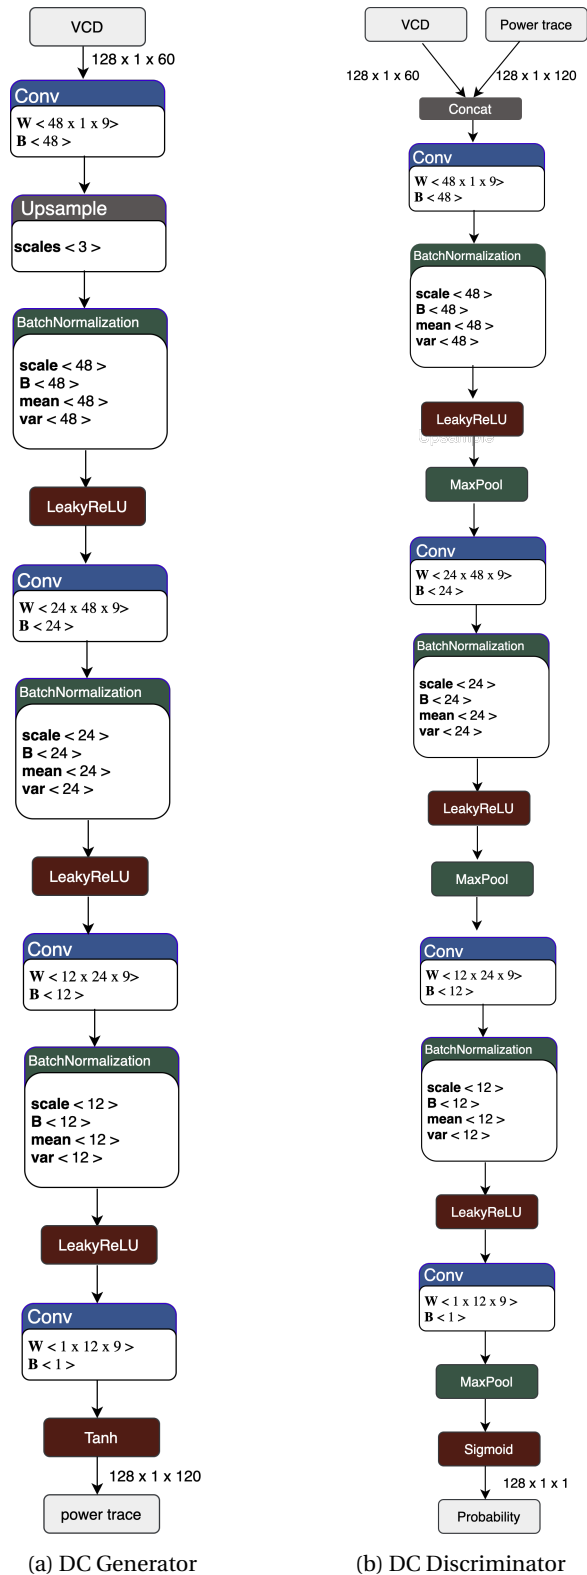 VCD
128 x 1 x 60
Conv
W < 48 x 1 x 9>
B < 48 >
Upsample
scales < 3 >
BatchNormalization
scale < 48 >
B < 48 >
mean < 48 >
var < 48 >
LeakyReLU
Conv
W < 24 x 48 x 9>
B < 24 >
BatchNormalization
scale < 24 >
B < 24 >
mean < 24 >
var < 24 >
LeakyReLU
Conv
W < 12 x 24 x 9>
B < 12 >
BatchNormalization
scale < 12 >
B < 12 >
mean < 12 >
var < 12 >
LeakyReLU
Conv
W < 1 x 12 x 9 >
B < 1 >
Tanh
128 x 1 x 120
power trace
(a) DC Generator
VCD
Power trace
128 x 1 x 60
128 x 1 x 120
Concat
Conv
W < 48 x 1 x 9>
B < 48 >
BatchNormalization
scale < 48 >
B < 48 >
mean < 48 >
var < 48 >
LeakyReLU
Upsample
MaxPool
Conv
W < 24 x 48 x 9>
B < 24 >
BatchNormalization
scale < 24 >
B < 24 >
mean < 24 >
var < 24 >
LeakyReLU
MaxPool
Conv
W < 12 x 24 x 9>
B < 12 >
BatchNormalization
scale < 12 >
B < 12 >
mean < 12 >
var < 12 >
LeakyReLU
Conv
W < 1 x 12 x 9 >
B < 1 >
MaxPool
Sigmoid
128 x 1 x 1
Probability
(b) DC Discriminator